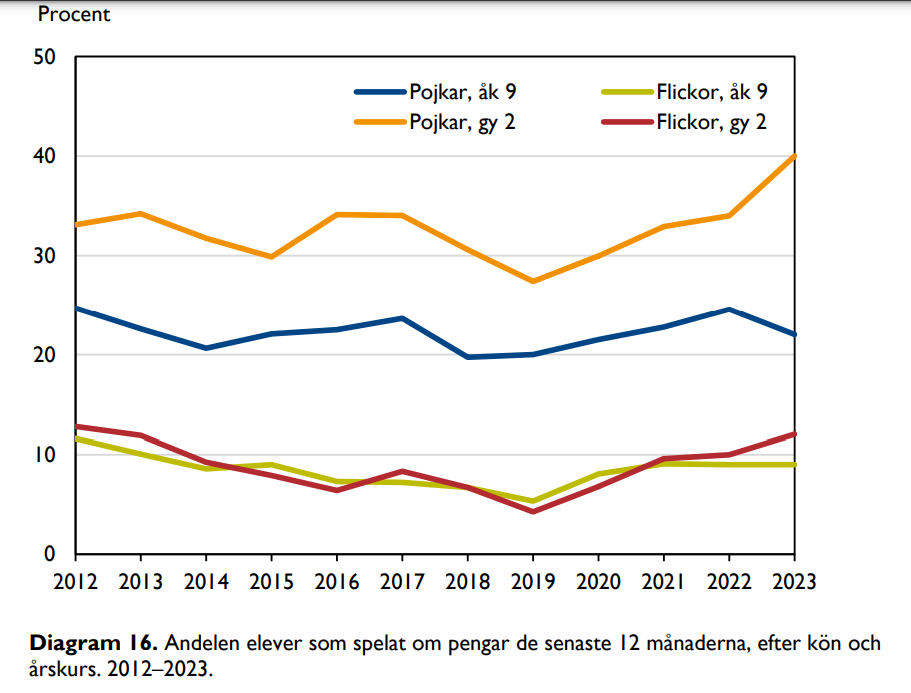 Procent
50
Pojkar, åk 9 Flickor, åk 9
Pojkar, gy 2 Flickor, gy 2
40
30
20
10
0
2012 2013 2014 2015 2016 2017 2018 2019 2020 2021 2022 2023
Diagram 16. Andelen elever som spelat om pengar de senaste 12 månaderna, efter kön och
årskurs. 2012–2023.